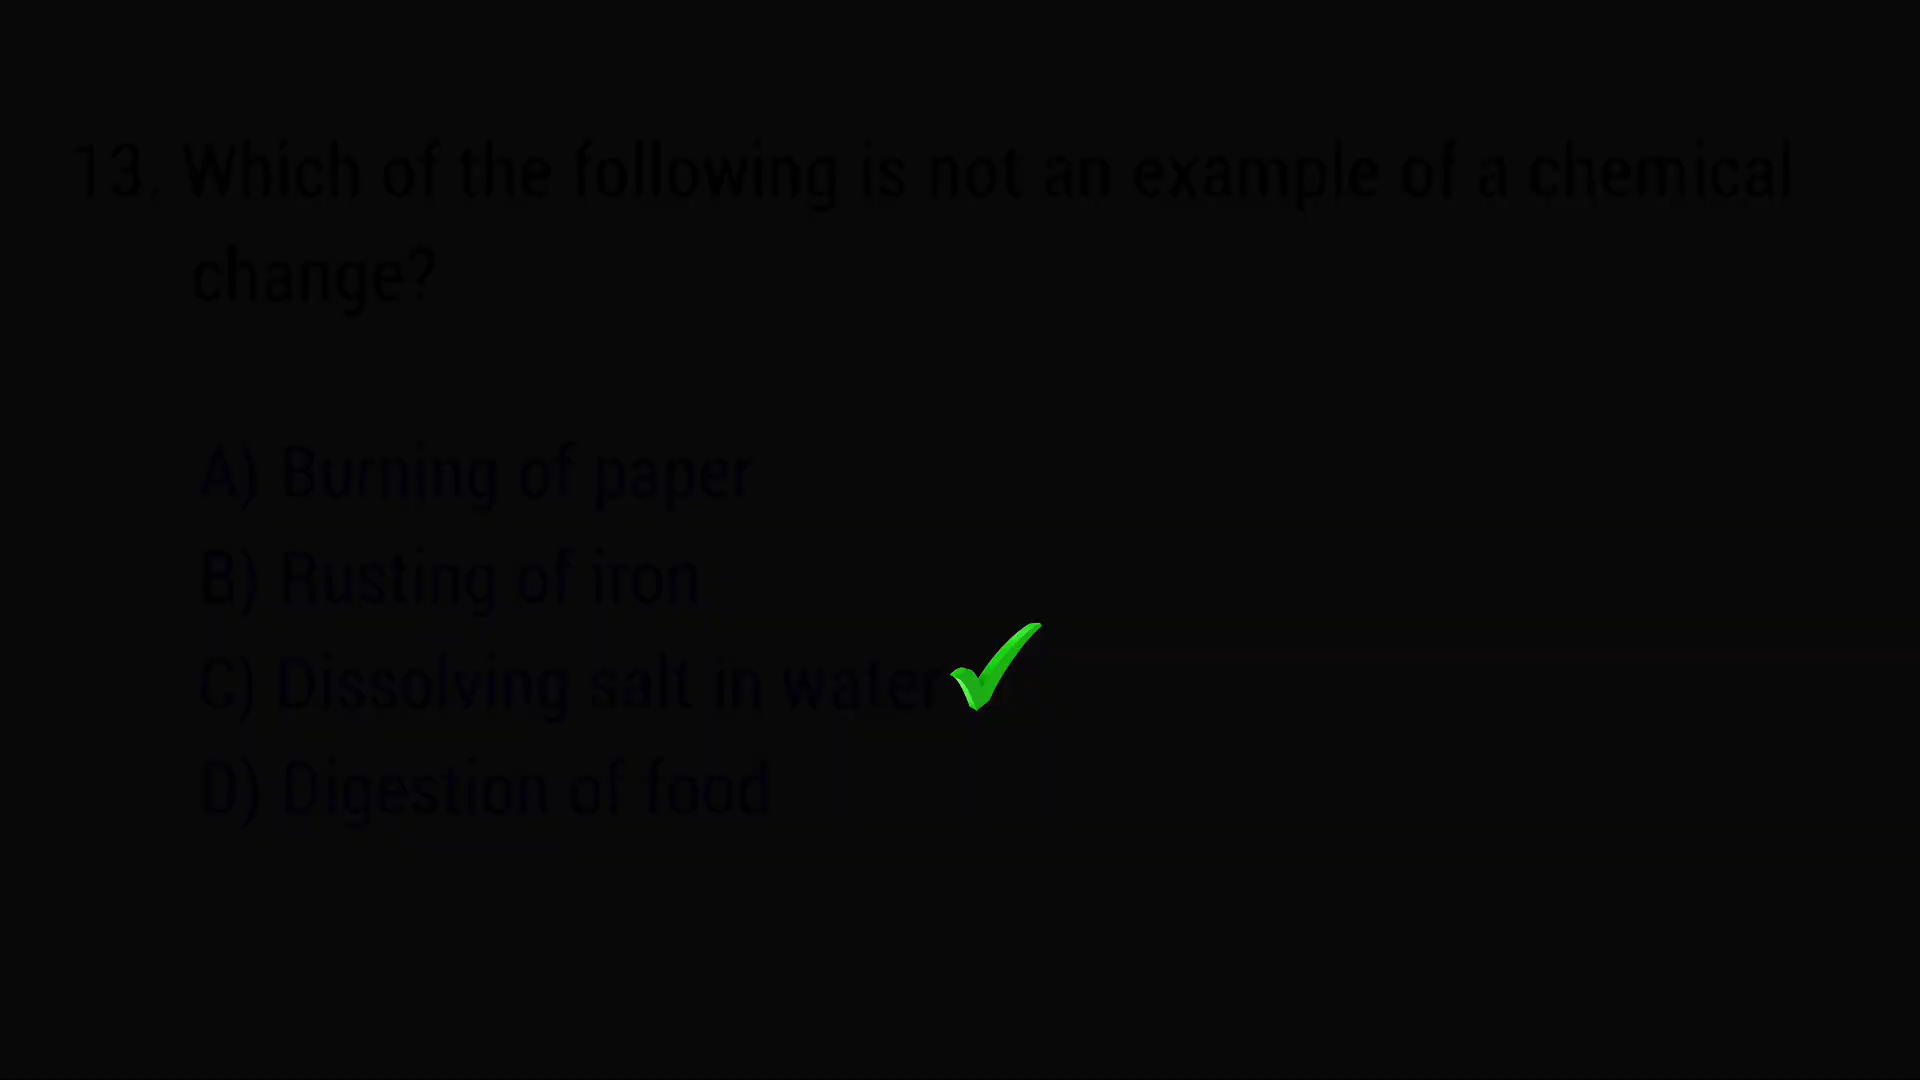 13. Which of the following is not an example of a chemical
change?
A) Burning of paper
B) Rusting of iron
C) Dissolving salt in water
D) Digestion of food